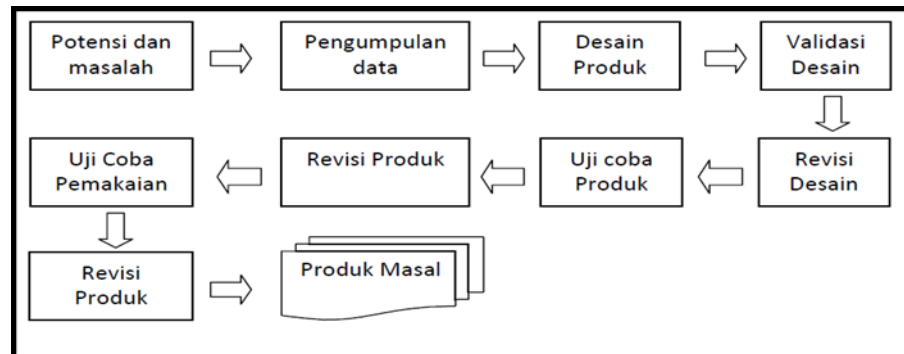 Potensi dan
masalah
Pengumpulan
data
Desain
Produk
Validasi
Desain
Revisi
Desain
Uji coba
Produk
Revisi Produk
Uji Coba
Pemakaian
Revisi
Produk
Produk Masal